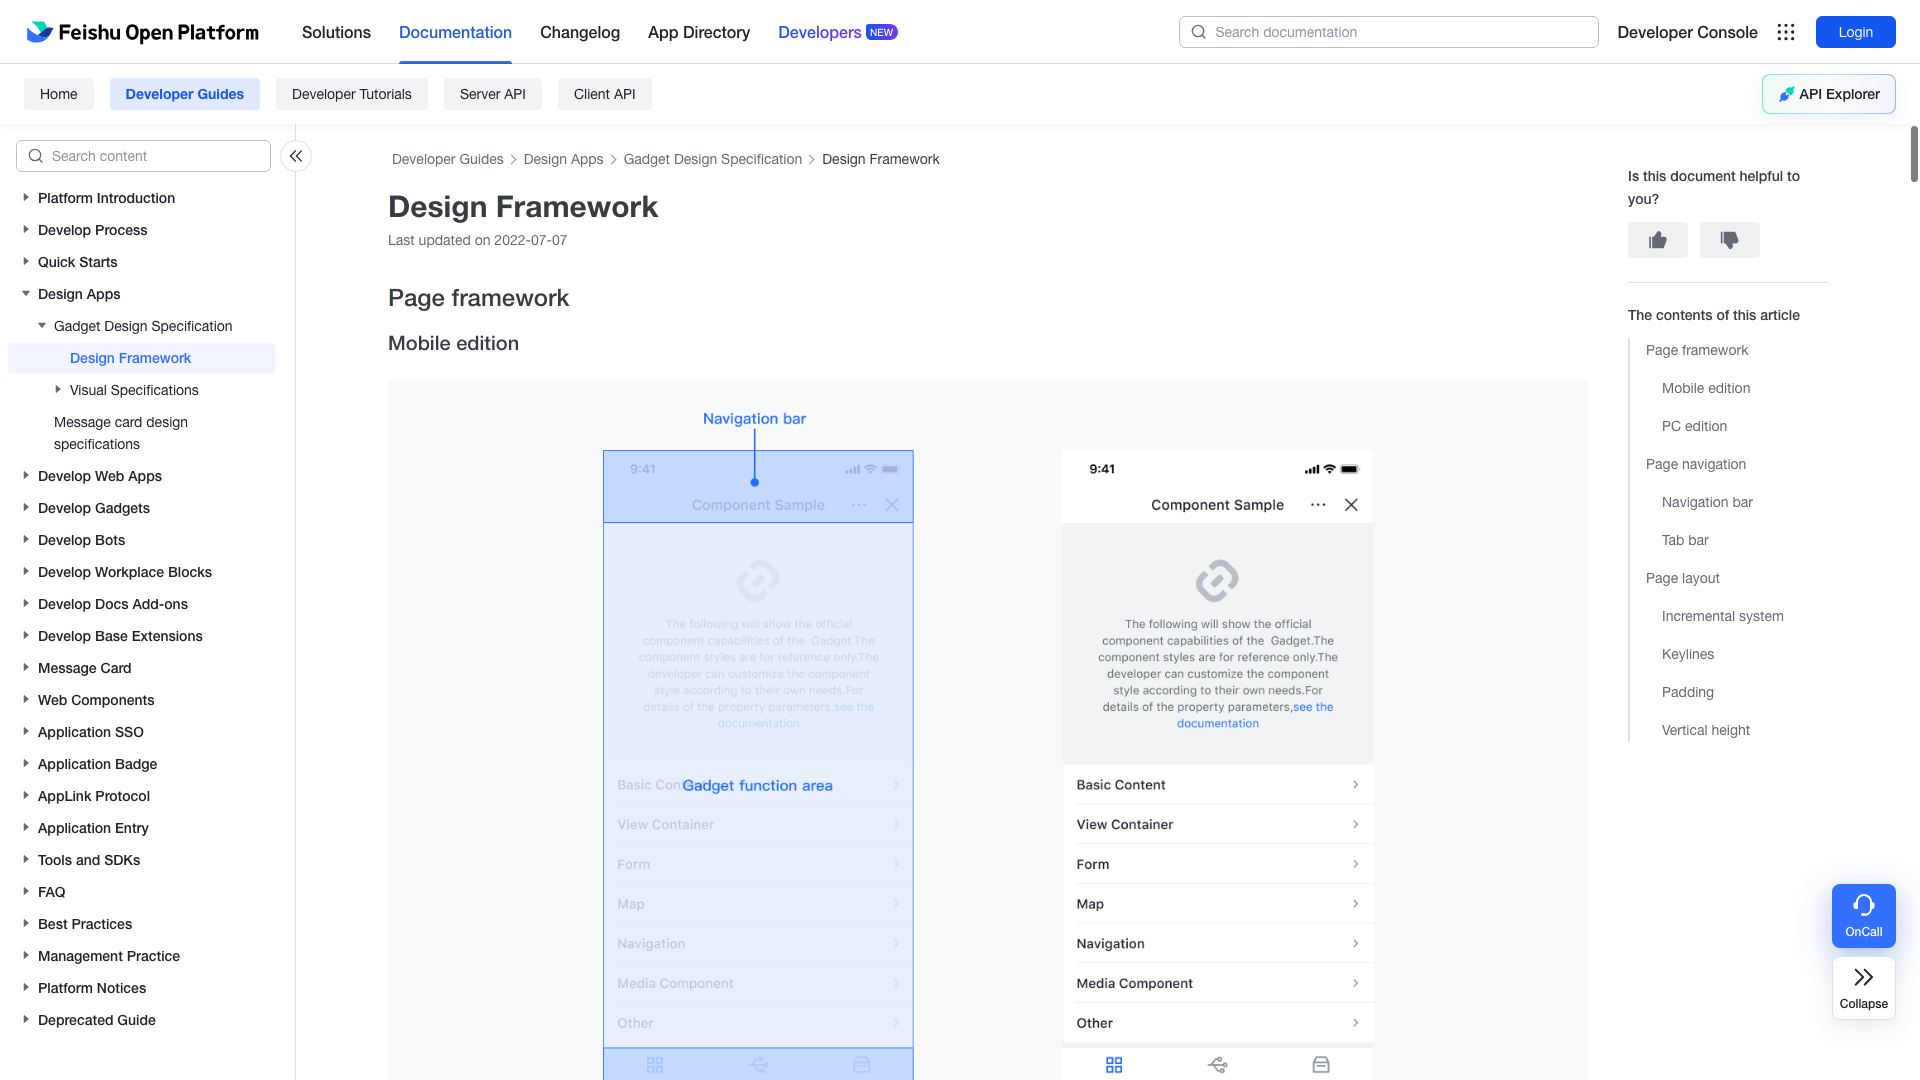 Feishu Open Platform
Solutions
Documentation
Changelog
App Directory
Developers NEW
Search documentation
Developer Console
Login
Home
Developer Guides
Developer Tutorials
Server API
Client API
API Explorer
Search content
Platform Introduction
Develop Process
Quick Starts
Design Apps
Gadget Design Specification
Design Framework
Visual Specifications
Message card design
specifications
Develop Web Apps
Develop Gadgets
Develop Bots
Develop Workplace Blocks
Develop Docs Add-ons
Develop Base Extensions
Message Card
Web Components
Application SSO
Application Badge
AppLink Protocol
Application Entry
Tools and SDKs
FAQ
Best Practices
Management Practice
Platform Notices
Deprecated Guide
Developer Guides > Design Apps > Gadget Design Specification > Design Framework
Design Framework
Last updated on 2022-07-07
Page framework
Mobile edition
Navigation bar
9:41
Component Sample
The following will show the official
component capabilities of the Gadget.The
component styles are for reference only.The
developer can customize the component
style according to their own needs.For
details of the property parameters,see the
documentation
Basic Content
Gadget function area
View Container
Form
Map
Navigation
Media Component
Other
9:41
Component Sample
The following will show the official
component capabilities of the Gadget.The
component styles are for reference only.The
developer can customize the component
style according to their own needs.For
details of the property parameters,see the
documentation
Basic Content
View Container
Form
Map
Navigation
Media Component
Other
Is this document helpful to
you?
The contents of this article
Page framework
Mobile edition
PC edition
Page navigation
Navigation bar
Tab bar
Page layout
Incremental system
Keylines
Padding
Vertical height
OnCall
Collapse